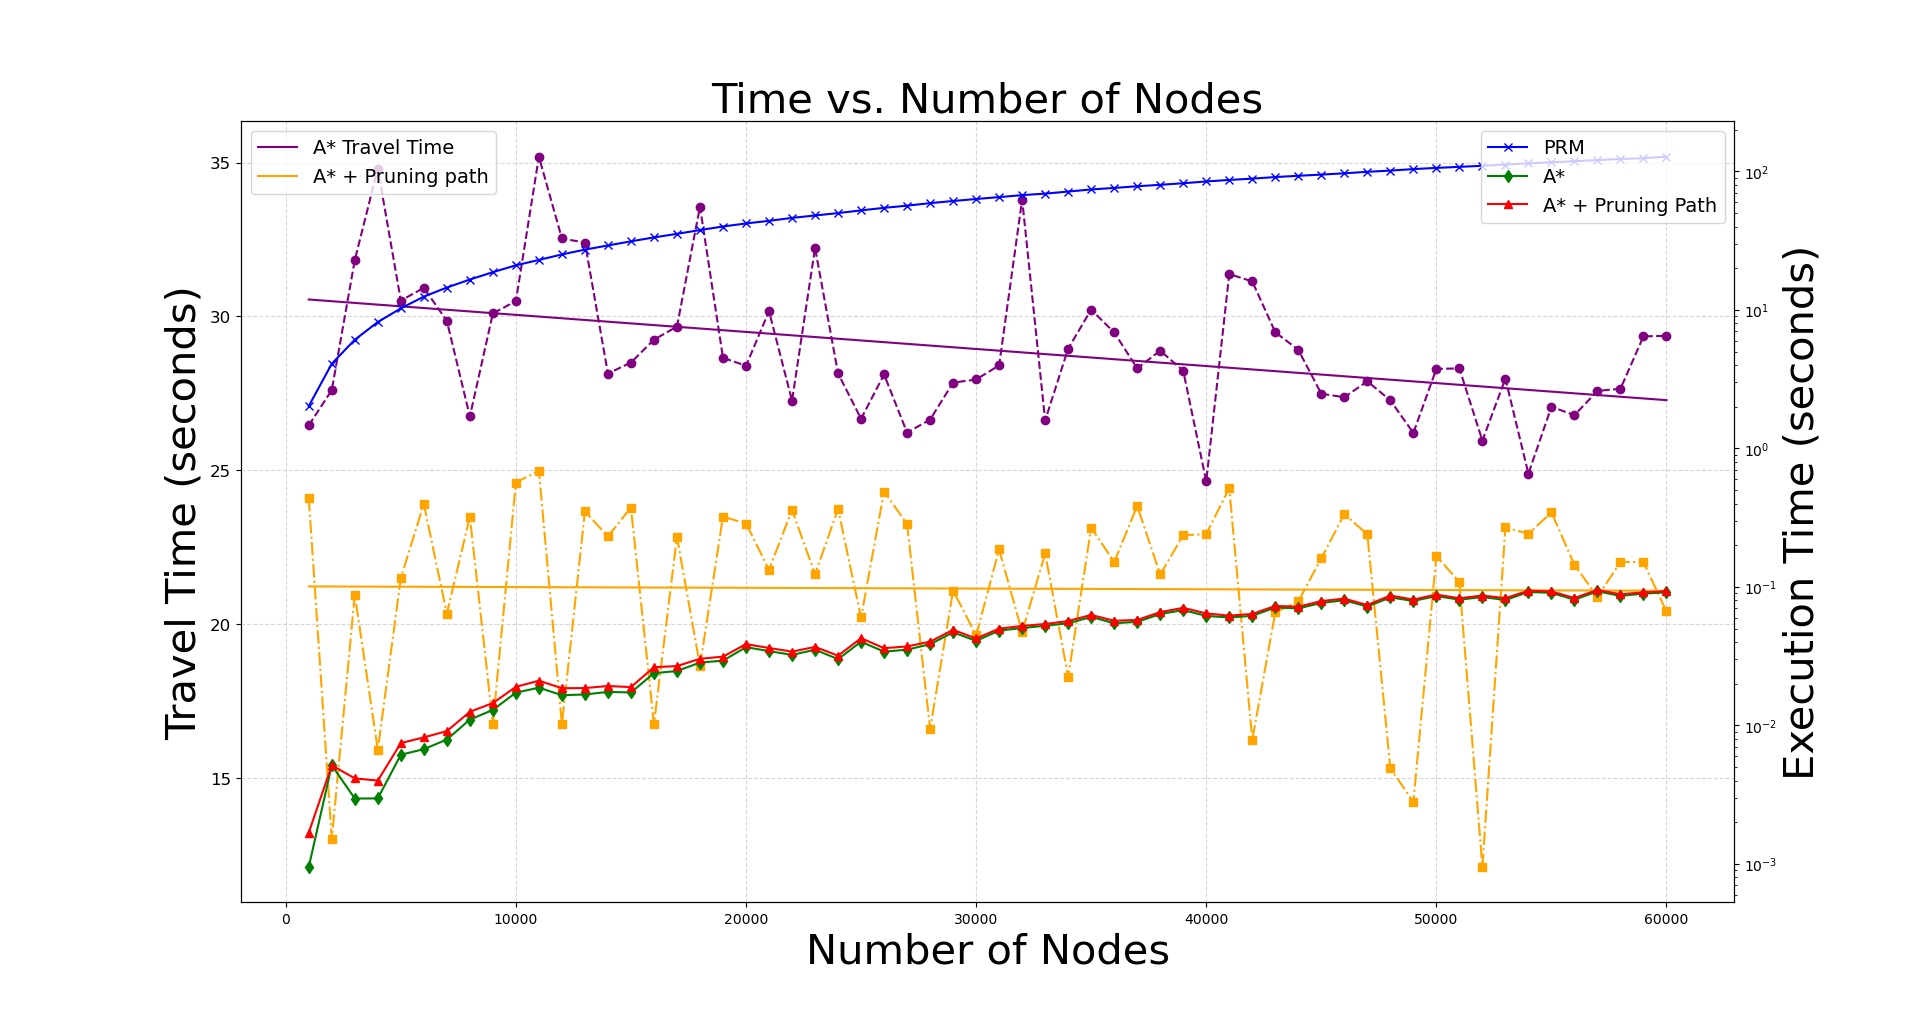 Time vs. Number of Nodes
A* Travel Time
A* + Pruning path
PRM
A*
A* + Pruning Path
Travel Time (seconds)
35
30
25
20
15
Execution Time (seconds)
10²
10¹
10⁰
10⁻¹
10⁻²
10⁻³
0 10000 20000 30000 40000 50000 60000
Number of Nodes